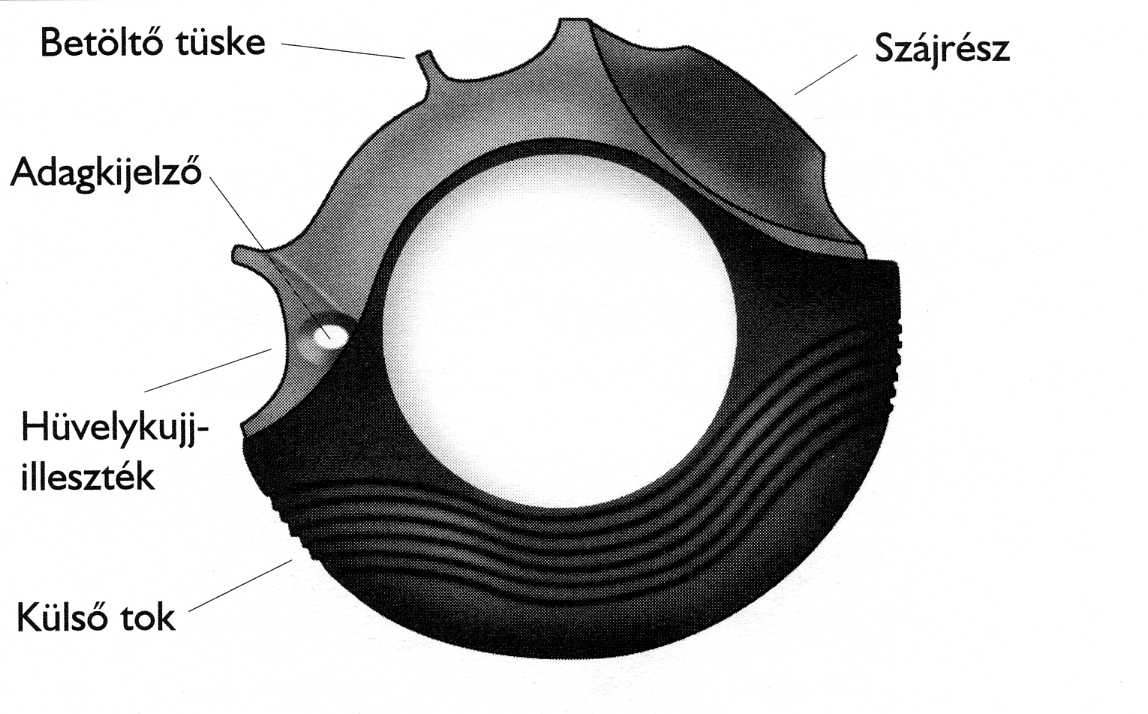 Betöltő tüske
Szájrész
Adagkijelző
Hüvelykujj-
illeszték
Külső tok